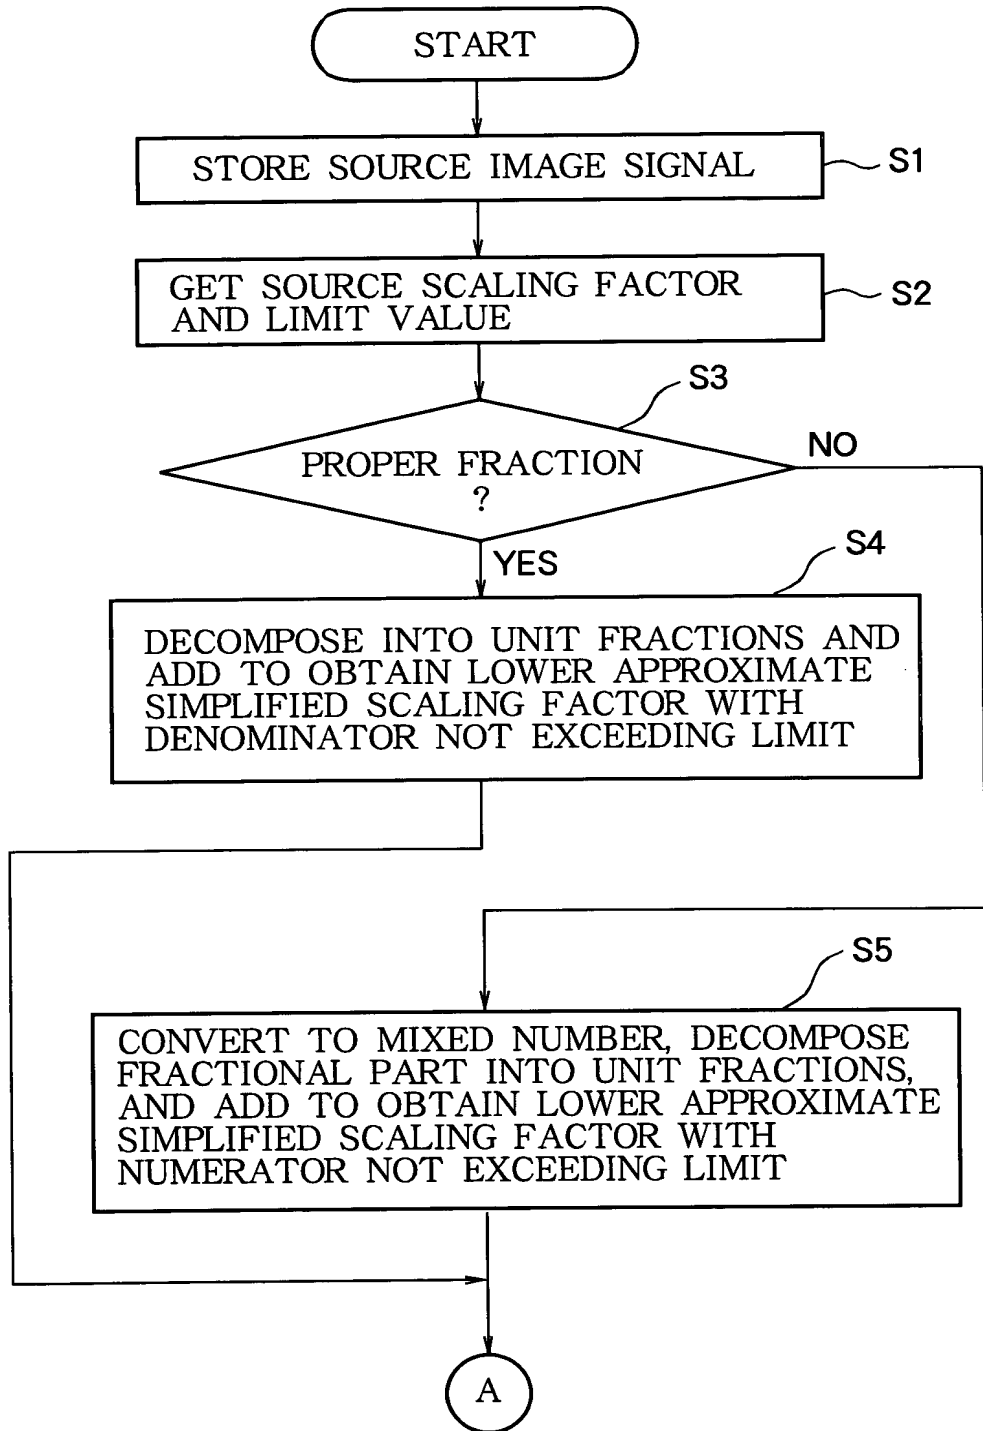 START
STORE SOURCE IMAGE SIGNAL
S1
GET SOURCE SCALING FACTOR
AND LIMIT VALUE
S2
S3
PROPER FRACTION
?
NO
YES
S4
DECOMPOSE INTO UNIT FRACTIONS AND
ADD TO OBTAIN LOWER APPROXIMATE
SIMPLIFIED SCALING FACTOR WITH
DENOMINATOR NOT EXCEEDING LIMIT
S5
CONVERT TO MIXED NUMBER, DECOMPOSE
FRACTIONAL PART INTO UNIT FRACTIONS,
AND ADD TO OBTAIN LOWER APPROXIMATE
SIMPLIFIED SCALING FACTOR WITH
NUMERATOR NOT EXCEEDING LIMIT
A